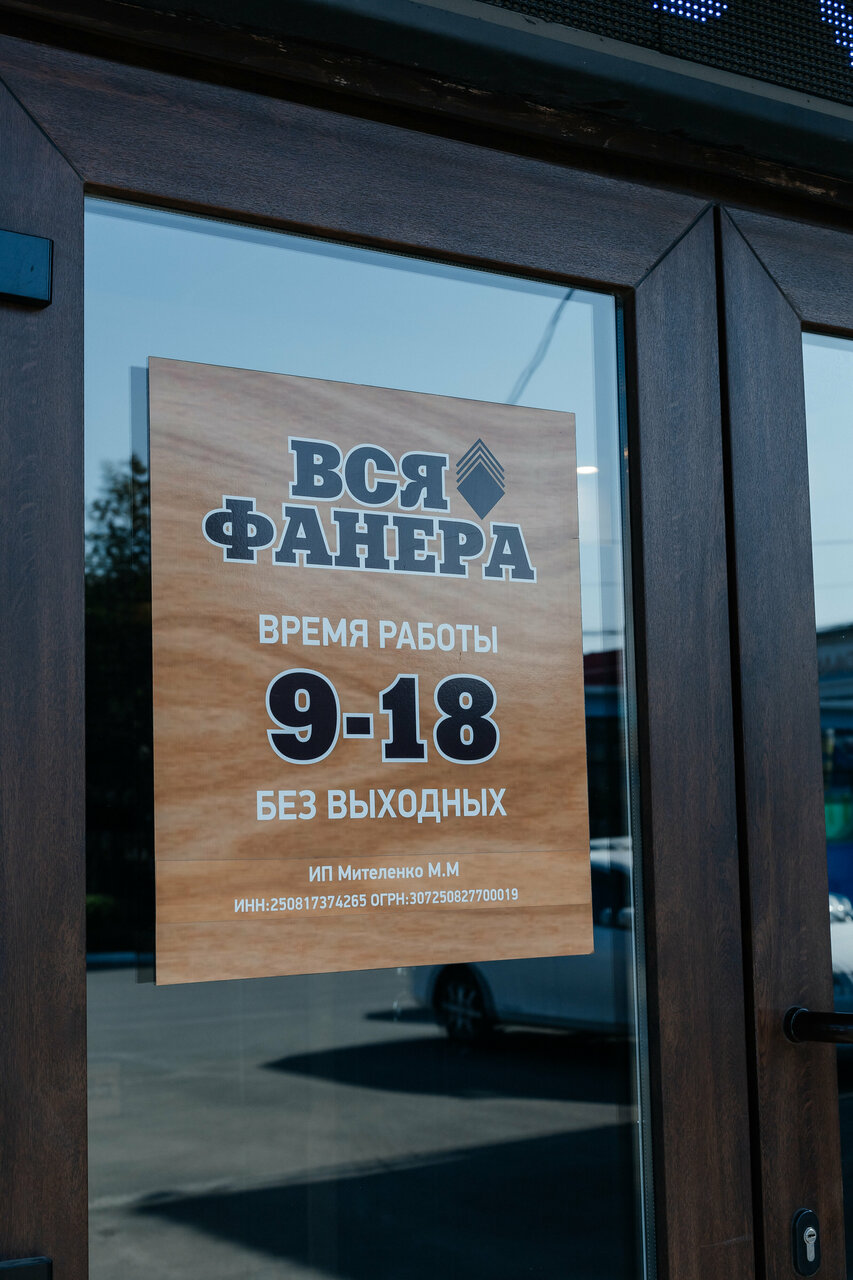 ВСЯ
ФАНЕРА
ВРЕМЯ РАБОТЫ
9-18
БЕЗ ВЫХОДНЫХ
ИП Мителенко М.М
ИНН:250817374265 ОГРН:307250827700019